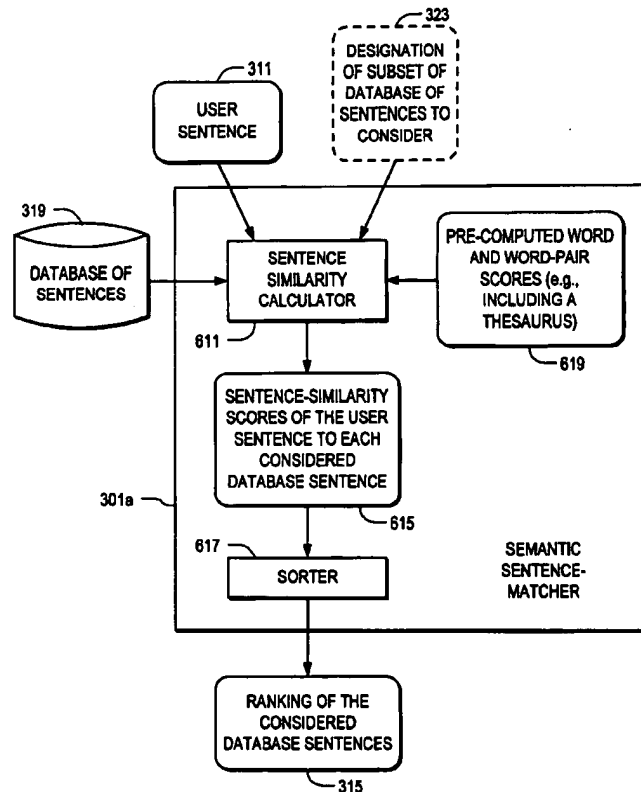 323
DESIGNATION
OF SUBSET OF
DATABASE OF
SENTENCES TO
CONSIDER
311
USER
SENTENCE
319
DATABASE OF
SENTENCES
SENTENCE
SIMILARITY
CALCULATOR
611
PRE-COMPUTED WORD
AND WORD-PAIR
SCORES (e.g.,
INCLUDING A
THESAURUS)
619
SENTENCE-SIMILARITY
SCORES OF THE USER
SENTENCE TO EACH
CONSIDERED
DATABASE SENTENCE
301a
615
617
SORTER
SEMANTIC
SENTENCE-
MATCHER
RANKING OF THE
CONSIDERED
DATABASE SENTENCES
315